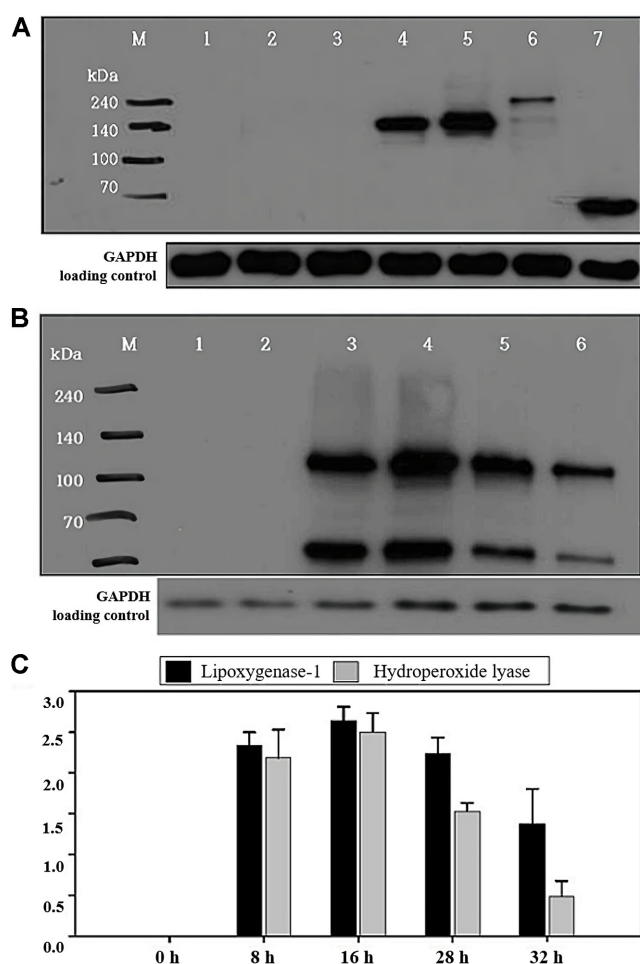 A
M 1 2 3 4 5 6 7
kDa
240
140
100
70
GAPDH
loading control
B
M 1 2 3 4 5 6
kDa
240
140
100
70
GAPDH
loading control
C
Lipoxygenase-1 Hydroperoxide lyase
3.0
2.5
2.0
1.5
1.0
0.5
0.0
0 h 8 h 16 h 28 h 32 h